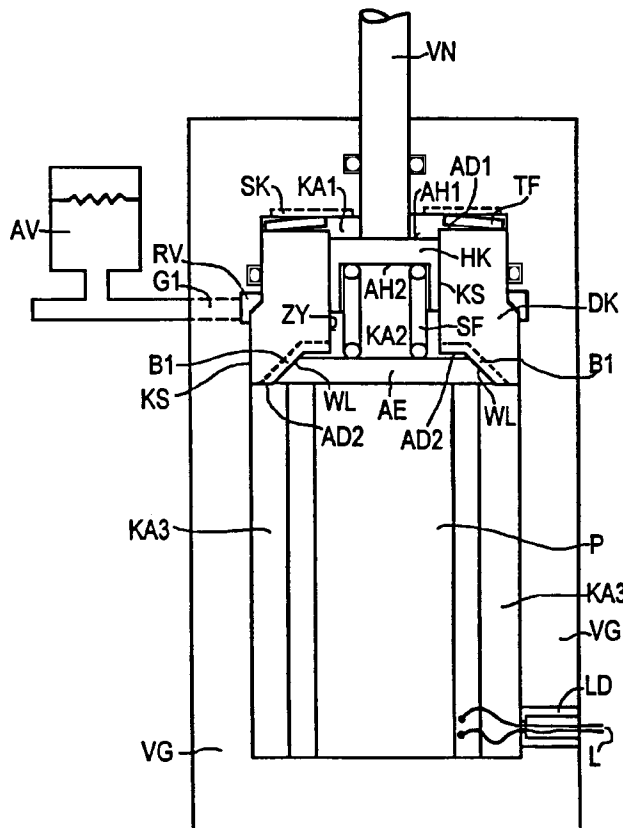 VN
SK
KA1
AD1
AH1
TF
AV
RV
G1
HK
AH2
KS
DK
ZY
KA2
SF
B1
B1
KS
WL
AE
WL
AD2
AD2
KA3
P
KA3
VG
LD
VG
L